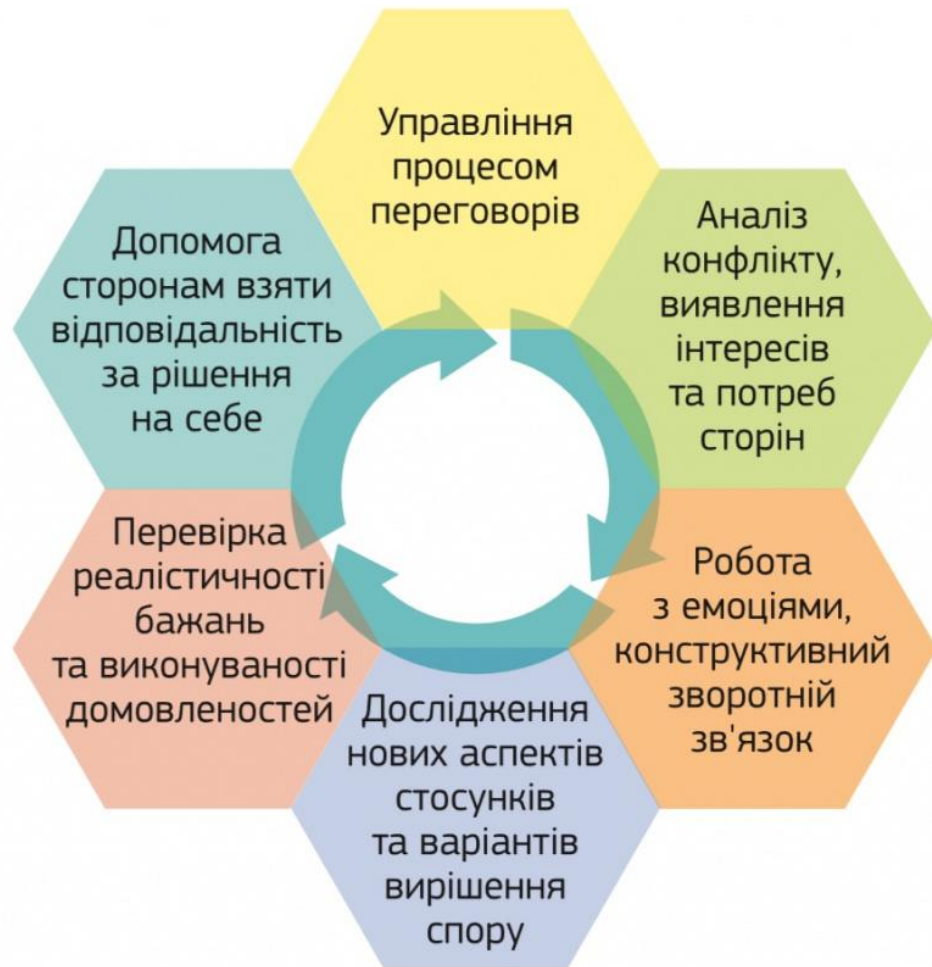 Управління
процесом
переговорів
Аналіз
конфлікту,
виявлення
інтересів
та потреб
сторін
Робота
з емоціями,
конструктивний
зворотній
зв'язок
Дослідження
нових аспектів
стосунків
та варіантів
вирішення
спору
Перевірка
реалістичності
бажань
та виконуваності
домовленостей
Допомога
сторонам взяти
відповідальність
за рішення
на себе